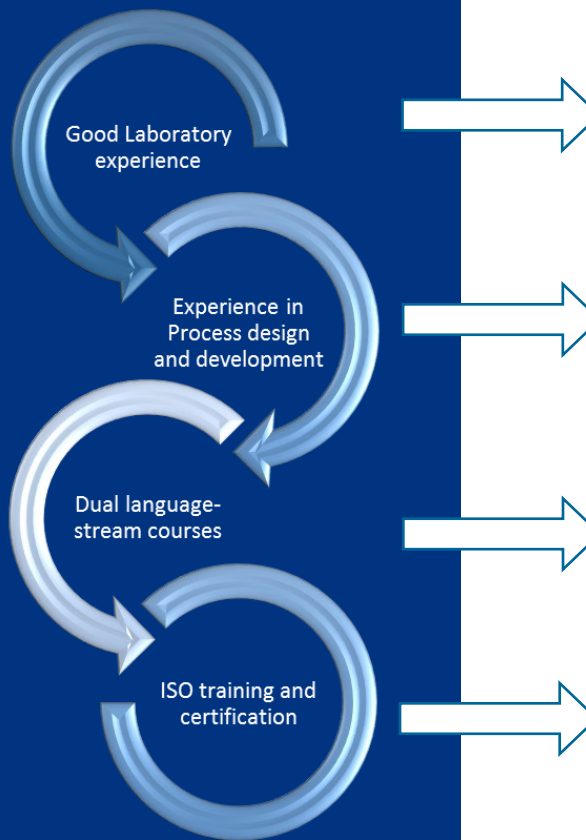 Good Laboratory
experience
Experience in
Process design
and development
Dual language-
stream courses
ISO training and
certification